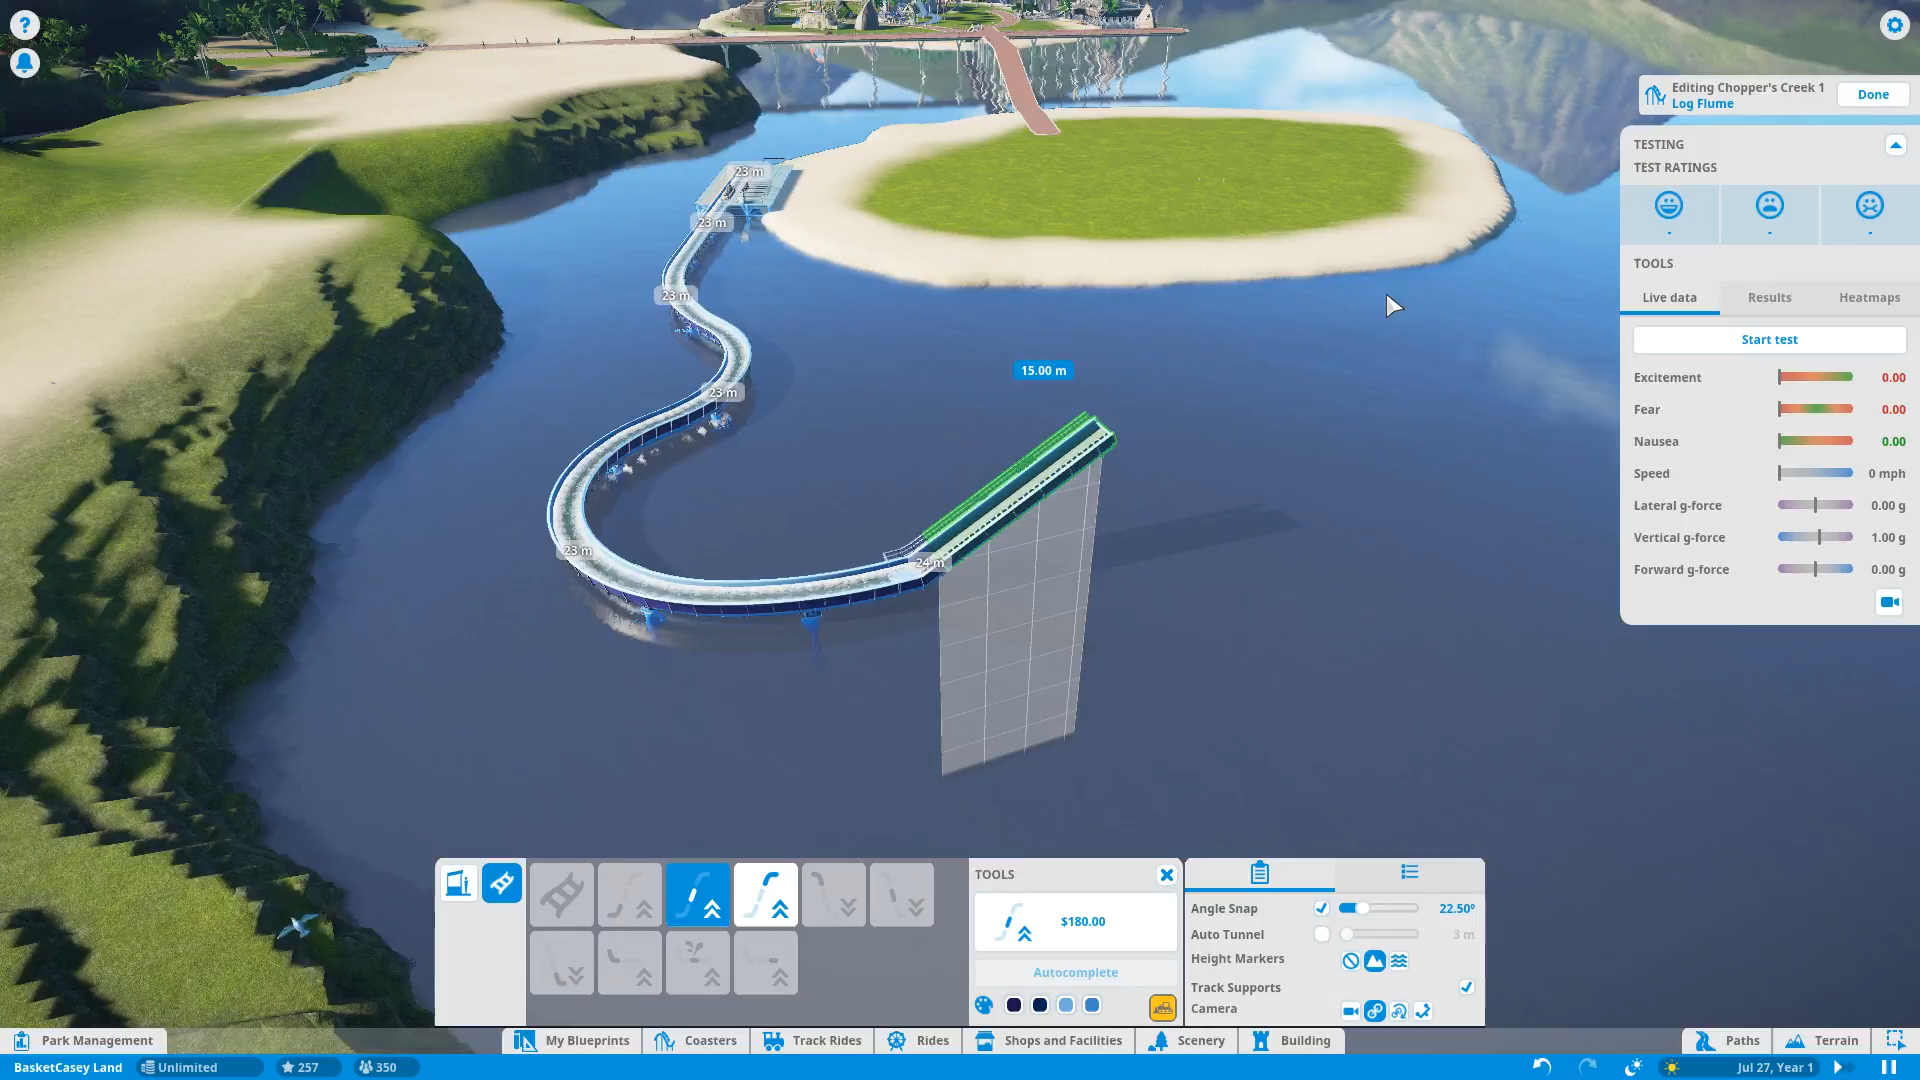 ?
Editing Chopper's Creek 1
Log Flume
Done
TESTING
TEST RATINGS
- - -
TOOLS
Live data Results Heatmaps
Start test
Excitement 0.00
Fear 0.00
Nausea 0.00
Speed 0 mph
Lateral g-force 0.00 g
Vertical g-force 1.00 g
Forward g-force 0.00 g
23 m
23 m
23 m
15.00 m
23 m
23 m
24 m
TOOLS
$180.00
Autocomplete
Angle Snap 22.50°
Auto Tunnel 3 m
Height Markers
Track Supports
Camera
Park Management My Blueprints Coasters Track Rides Rides Shops and Facilities Scenery Building Paths Terrain
BasketCasey Land Unlimited 257 350 Jul 27, Year 1